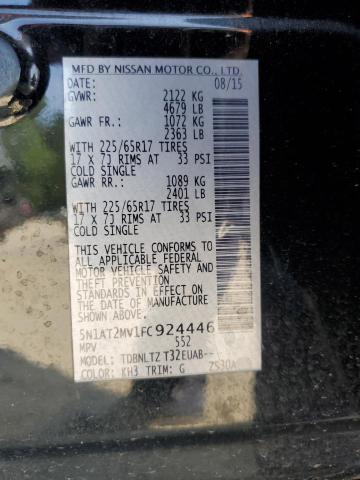 MFD BY NISSAN MOTOR CO., LTD.
DATE: 08/15
GVWR: 2122 KG
4679 LB
GAWR FR.: 1072 KG
2363 LB
WITH 225/65R17 TIRES
17 X 7J RIMS AT 33 PSI
COLD SINGLE
GAWR RR.: 1089 KG
2401 LB
WITH 225/65R17 TIRES
17 X 7J RIMS AT 33 PSI
COLD SINGLE
THIS VEHICLE CONFORMS TO
ALL APPLICABLE FEDERAL
MOTOR VEHICLE SAFETY AND
THEFT PREVENTION
STANDARDS IN EFFECT ON
THE DATE OF MANUFACTURE
SHOWN ABOVE.
5N1AT2MV1FC924446
MPV 552
MODEL: TDBNLTZ T32EUAB--
COLOR: KH3 TRIM: G ZS30A